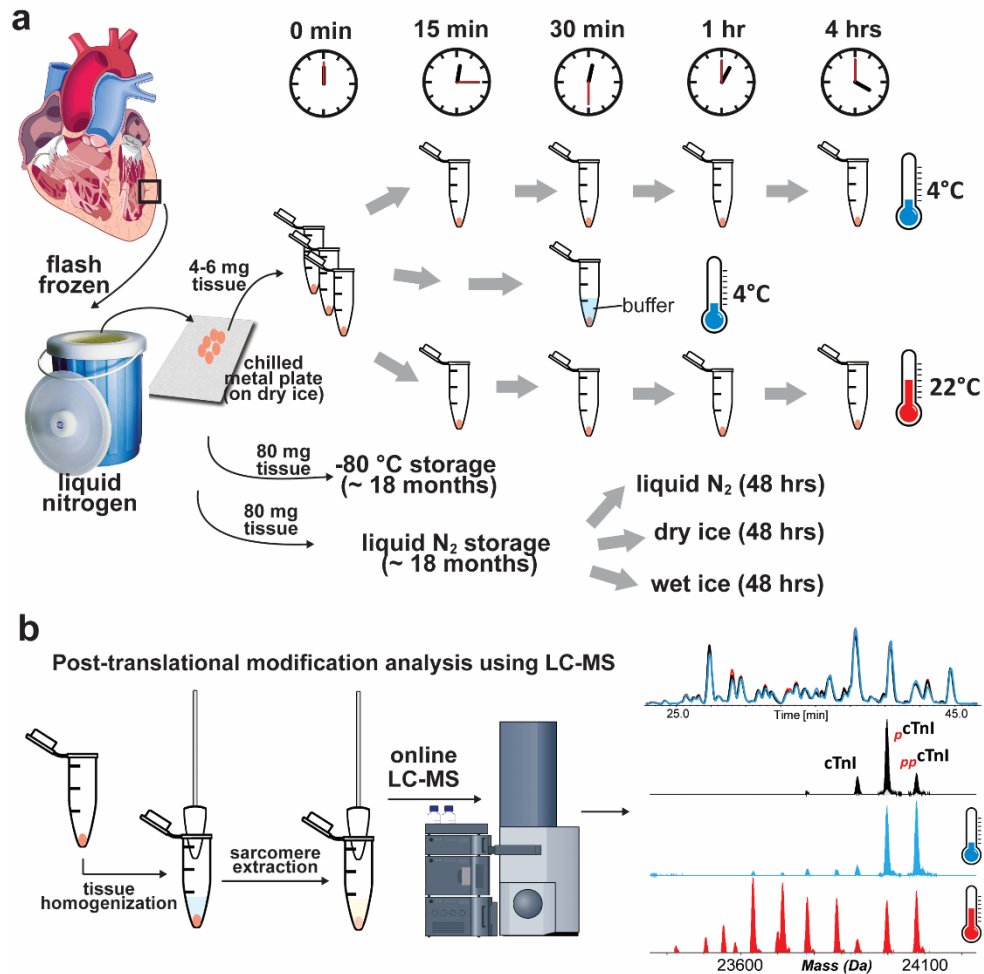 a
0 min
15 min
30 min
1 hr
4 hrs
4°C
flash
frozen
4-6 mg
tissue
buffer
4°C
chilled
metal plate
(on dry ice)
22°C
liquid
nitrogen
80 mg
tissue
-80 °C storage
(~ 18 months)
80 mg
tissue
liquid N₂ storage
(~ 18 months)
liquid N₂ (48 hrs)
dry ice (48 hrs)
wet ice (48 hrs)
b
Post-translational modification analysis using LC-MS
25.0
Time [min]
45.0
online
LC-MS
cTnI
pcTnI
ppcTnI
tissue
homogenization
sarcomere
extraction
23600
Mass (Da)
24100